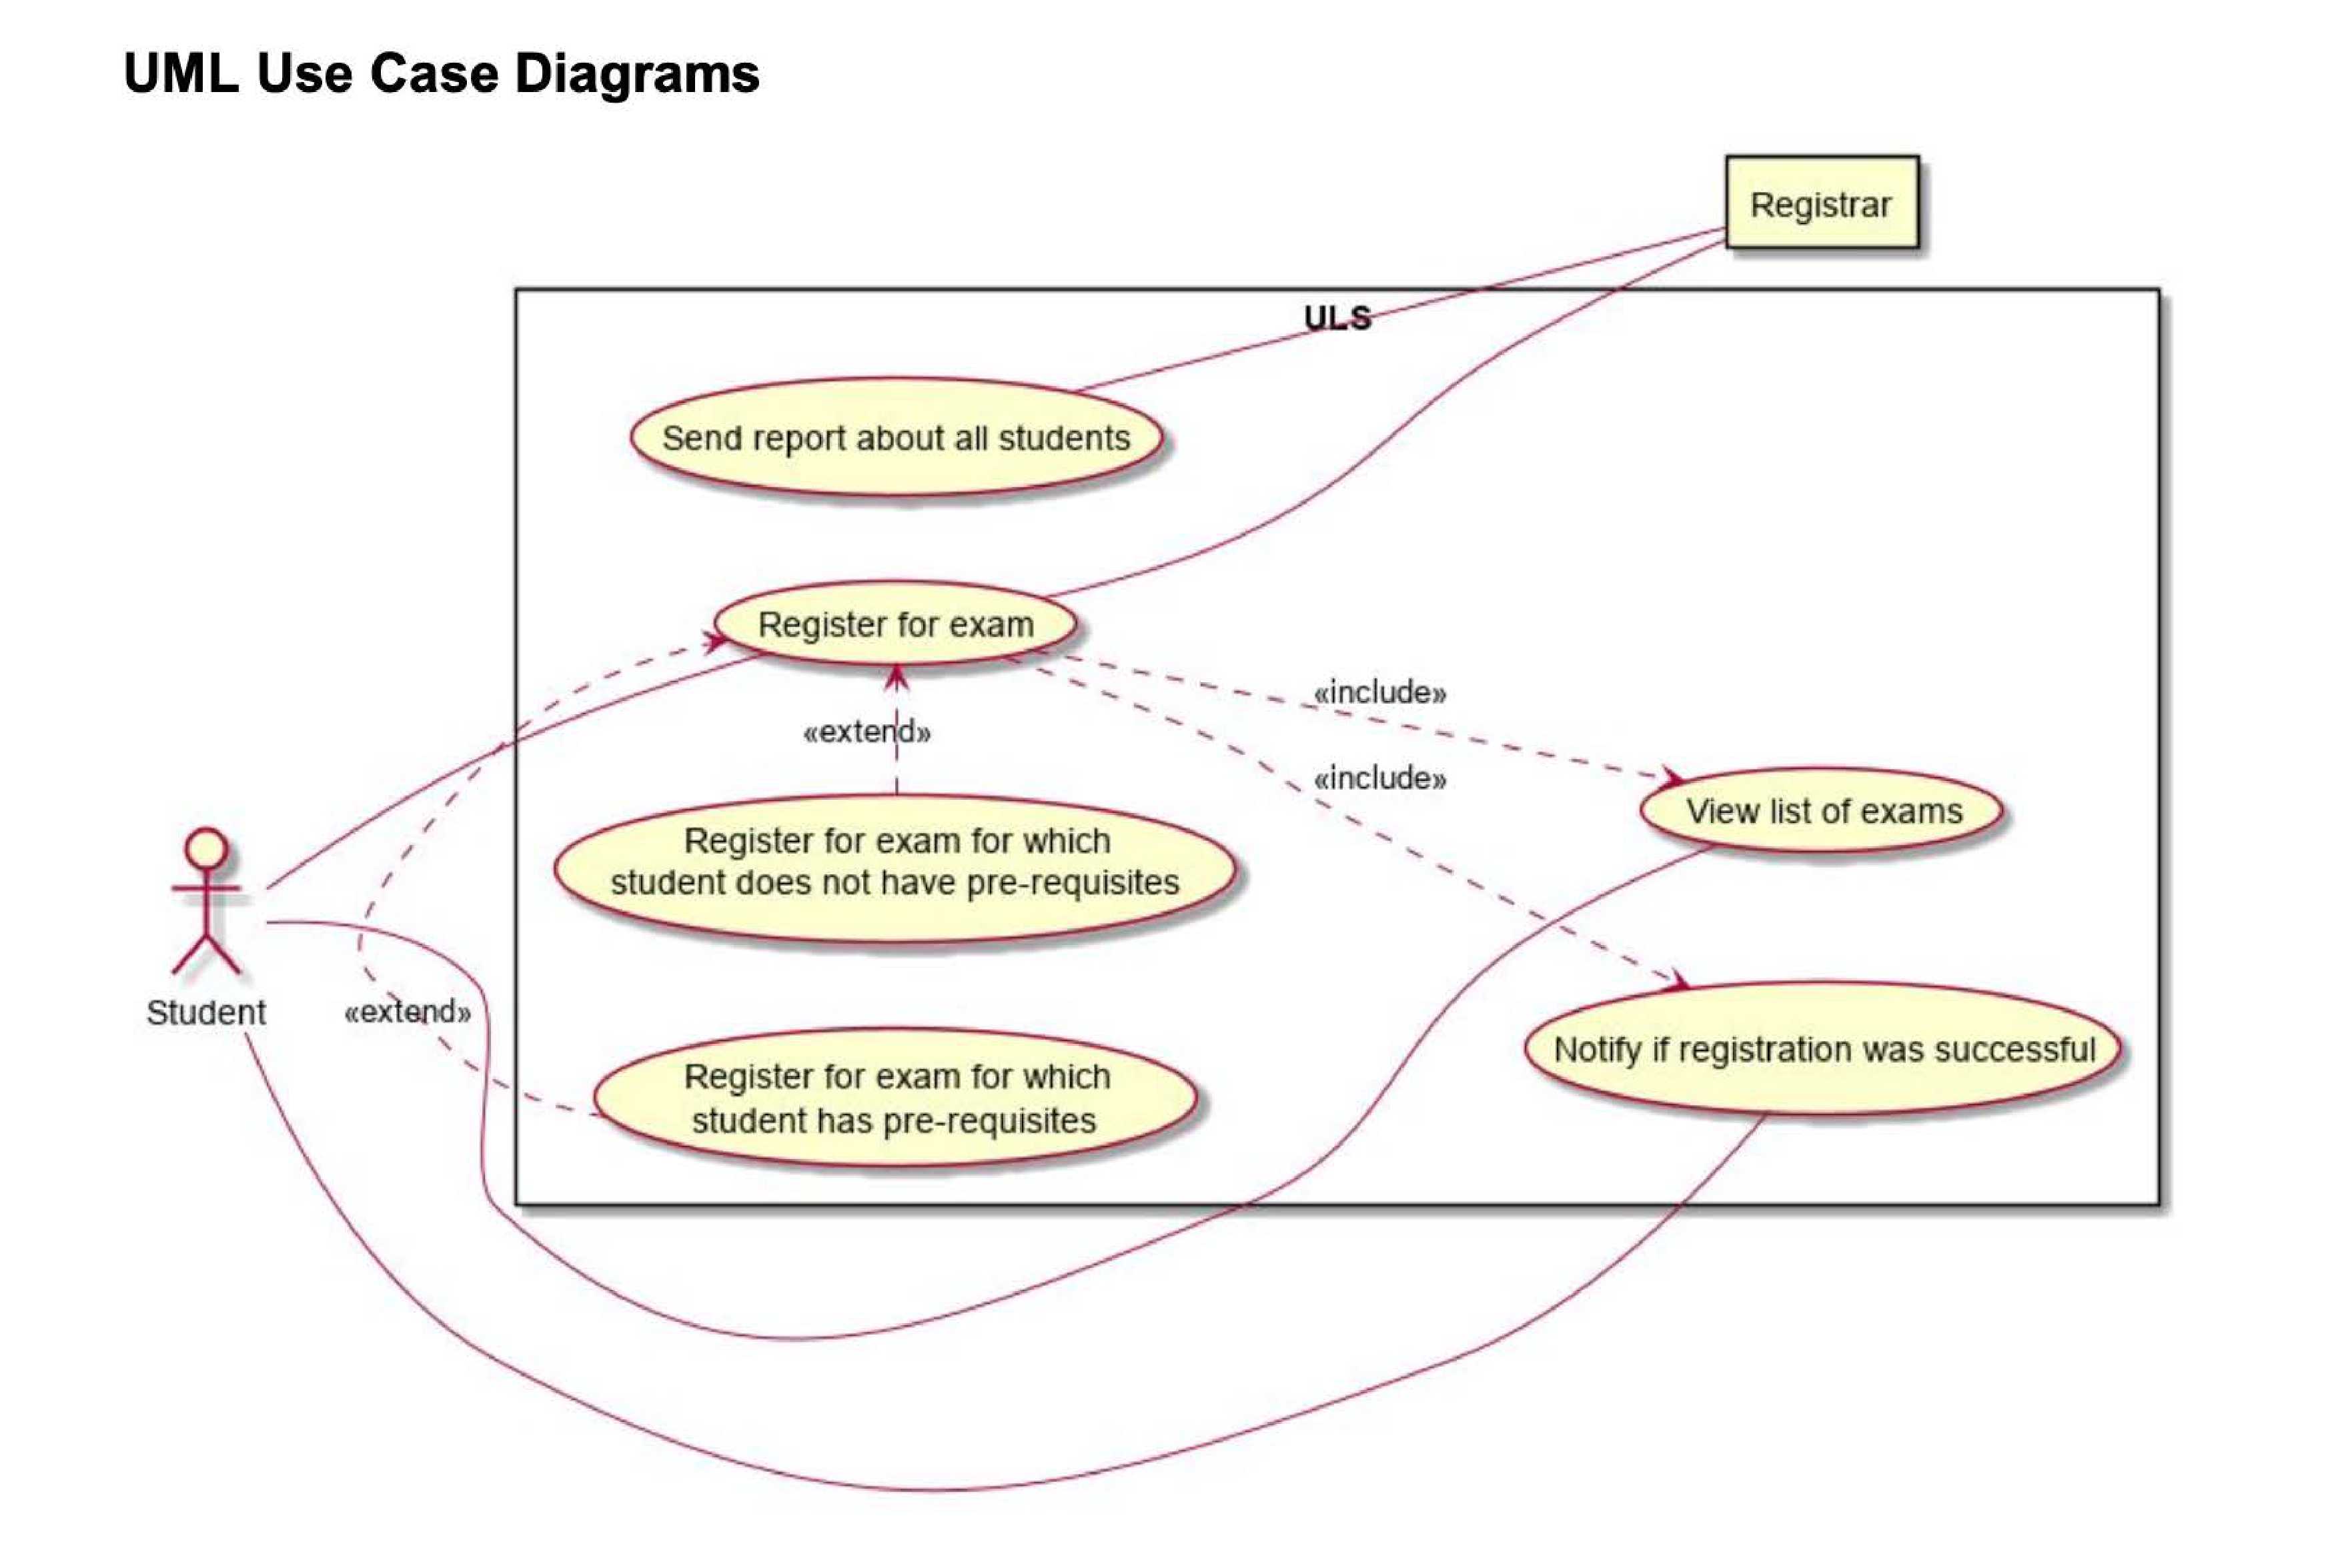 UML Use Case Diagrams
Registrar
ULS
Send report about all students
Register for exam
«include»
«extend»
«include»
View list of exams
Register for exam for which
student does not have pre-requisites
Student
«extend»
Notify if registration was successful
Register for exam for which
student has pre-requisites